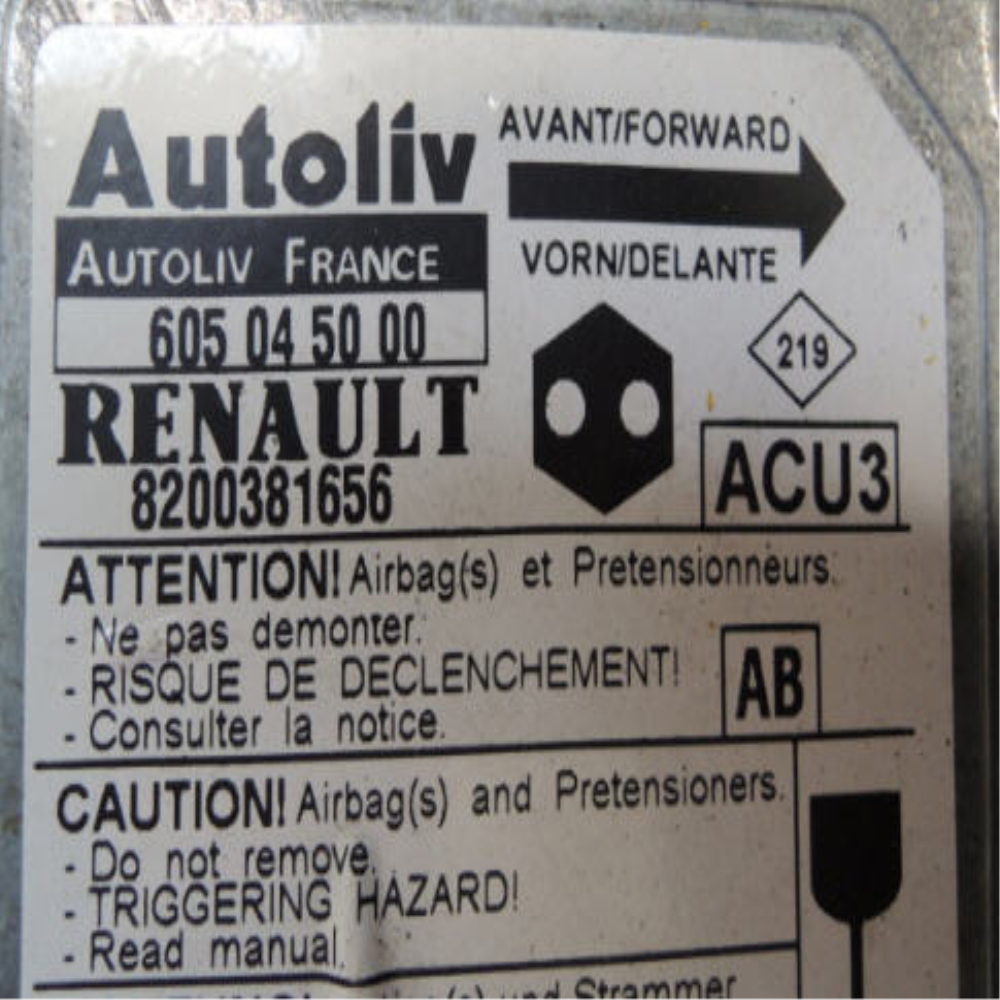 Autoliv
AVANT/FORWARD
AUTOLIV FRANCE
VORN/DELANTE
605 04 50 00
219
RENAULT
8200381656
ACU3
ATTENTION! Airbag(s) et Pretensionneurs.
- Ne pas demonter.
- RISQUE DE DECLENCHEMENT!
- Consulter la notice.
AB
CAUTION! Airbag(s) and Pretensioners.
- Do not remove.
- TRIGGERING HAZARD!
- Read manual.
und Strammer